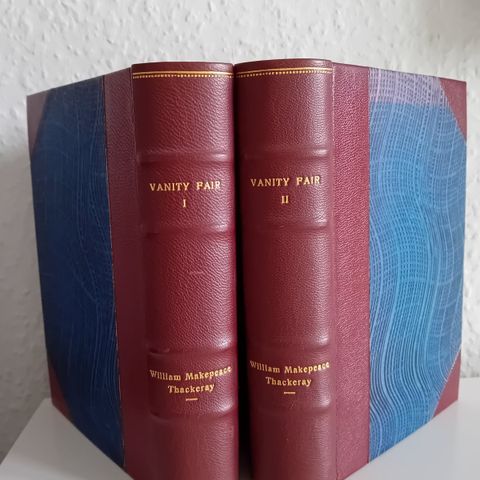 VANITY FAIR
I
William Makepeace
Thackeray
VANITY FAIR
II
William Makepeace
Thackeray